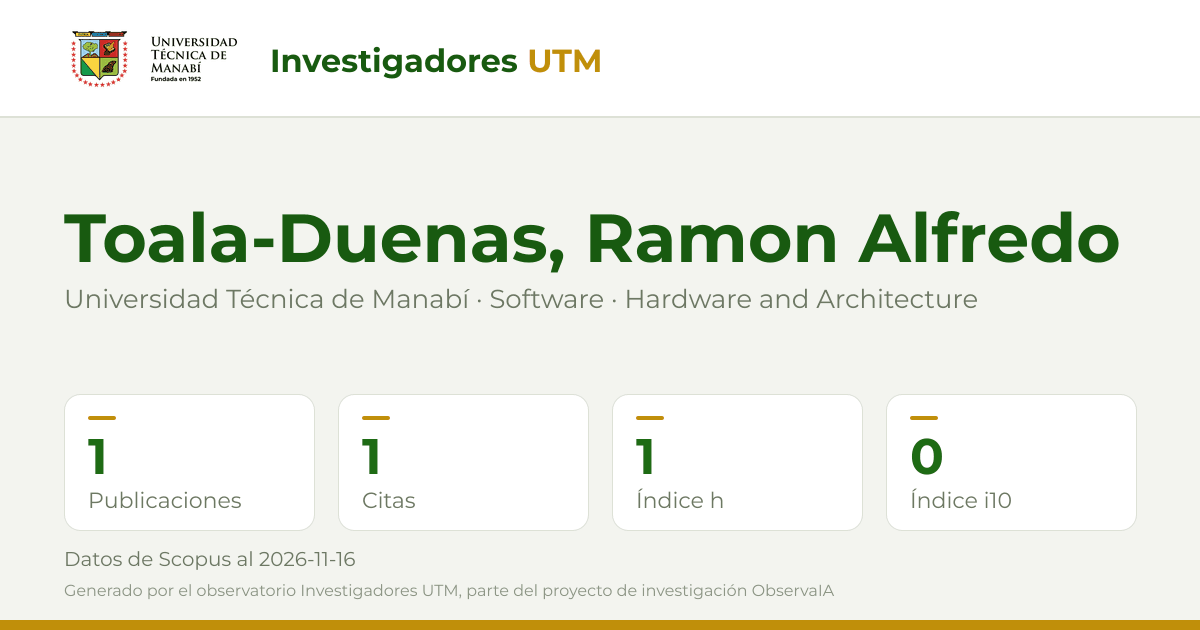 UNIVERSIDAD
TÉCNICA DE
MANABÍ
Fundada en 1952
Investigadores UTM
Toala-Duenas, Ramon Alfredo
Universidad Técnica de Manabí · Software · Hardware and Architecture
1
Publicaciones
1
Citas
1
Índice h
0
Índice i10
Datos de Scopus al 2026-11-16
Generado por el observatorio Investigadores UTM, parte del proyecto de investigación ObservaIA